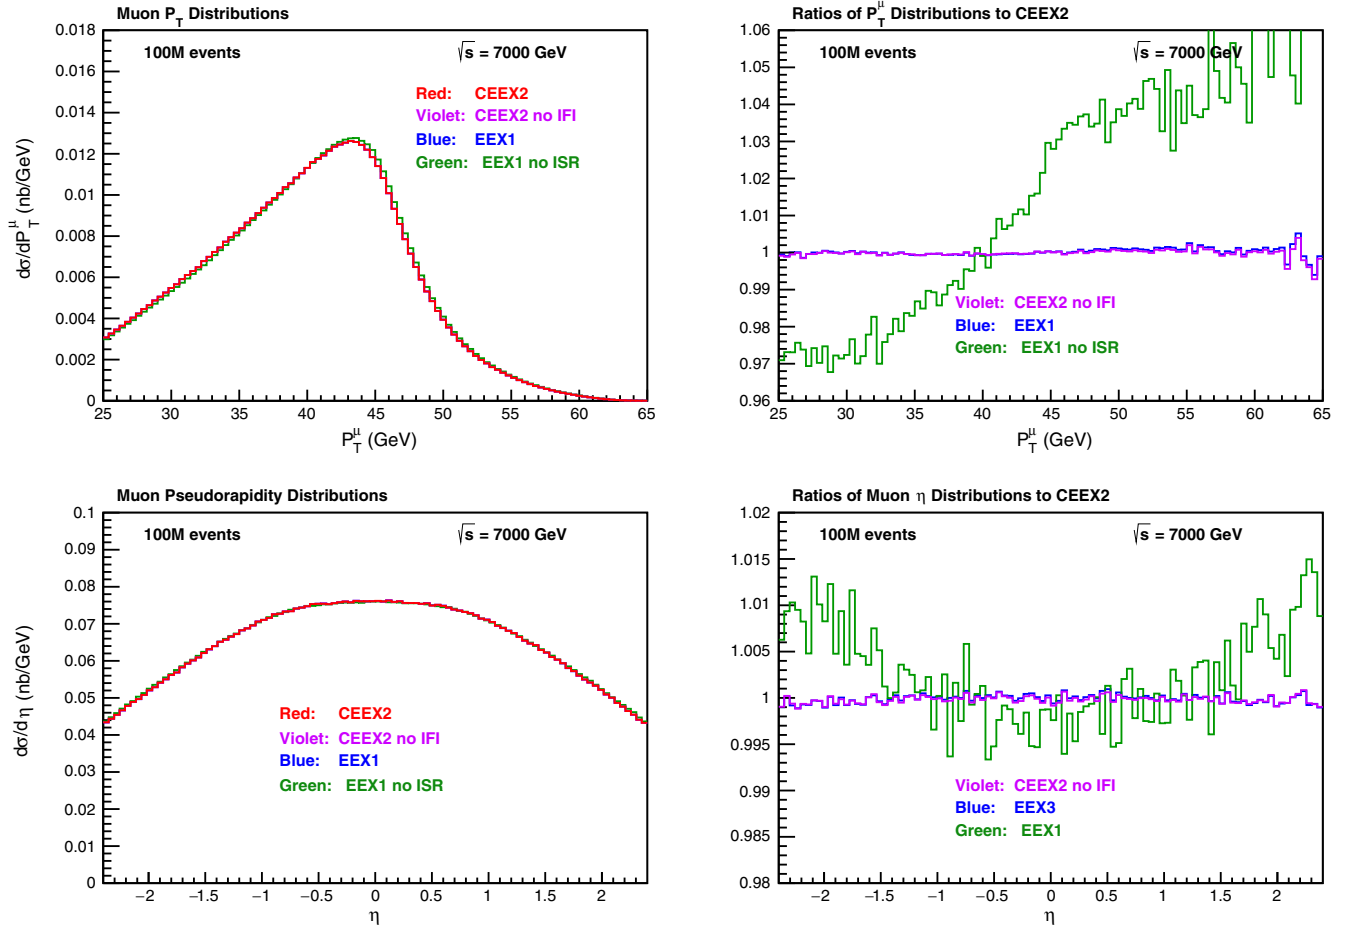 Muon P_T Distributions
100M events
√s = 7000 GeV
Red: CEEX2
Violet: CEEX2 no IFI
Blue: EEX1
Green: EEX1 no ISR
dσ/dP_T^μ (nb/GeV)
0.018
0.016
0.014
0.012
0.01
0.008
0.006
0.004
0.002
0
25 30 35 40 45 50 55 60 65
P_T^μ (GeV)
Ratios of P_T^μ Distributions to CEEX2
100M events
√s = 7000 GeV
1.06
1.05
1.04
1.03
1.02
1.01
1
0.99
0.98
0.97
0.96
Violet: CEEX2 no IFI
Blue: EEX1
Green: EEX1 no ISR
25 30 35 40 45 50 55 60 65
P_T^μ (GeV)
Muon Pseudorapidity Distributions
100M events
√s = 7000 GeV
dσ/d η (nb/GeV)
0.1
0.09
0.08
0.07
0.06
0.05
0.04
0.03
0.02
0.01
0
Red: CEEX2
Violet: CEEX2 no IFI
Blue: EEX1
Green: EEX1 no ISR
−2 −1.5 −1 −0.5 0 0.5 1 1.5 2
η
Ratios of Muon η Distributions to CEEX2
100M events
√s = 7000 GeV
1.02
1.015
1.01
1.005
1
0.995
0.99
0.985
0.98
Violet: CEEX2 no IFI
Blue: EEX3
Green: EEX1
−2 −1.5 −1 −0.5 0 0.5 1 1.5 2
η